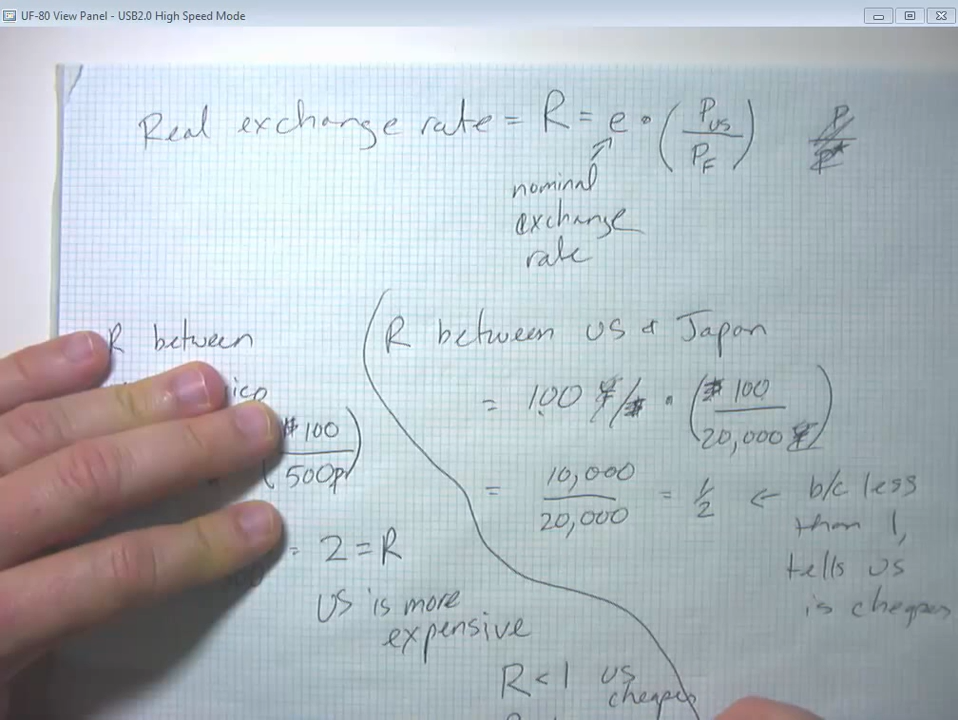 UF-80 View Panel - USB2.0 High Speed Mode
Real exchange rate = R = e · (P_US / P_F)
nominal
exchange
rate
R between
ico
($100 / 500p)
= 2 = R
US is more
expensive
R between US & Japan
= 100 ¥/$ · ($100 / 20,000 ¥)
= 10,000 / 20,000 = 1/2 ← b/c less
than 1,
tells us
is cheaper
R < 1 US
cheaper